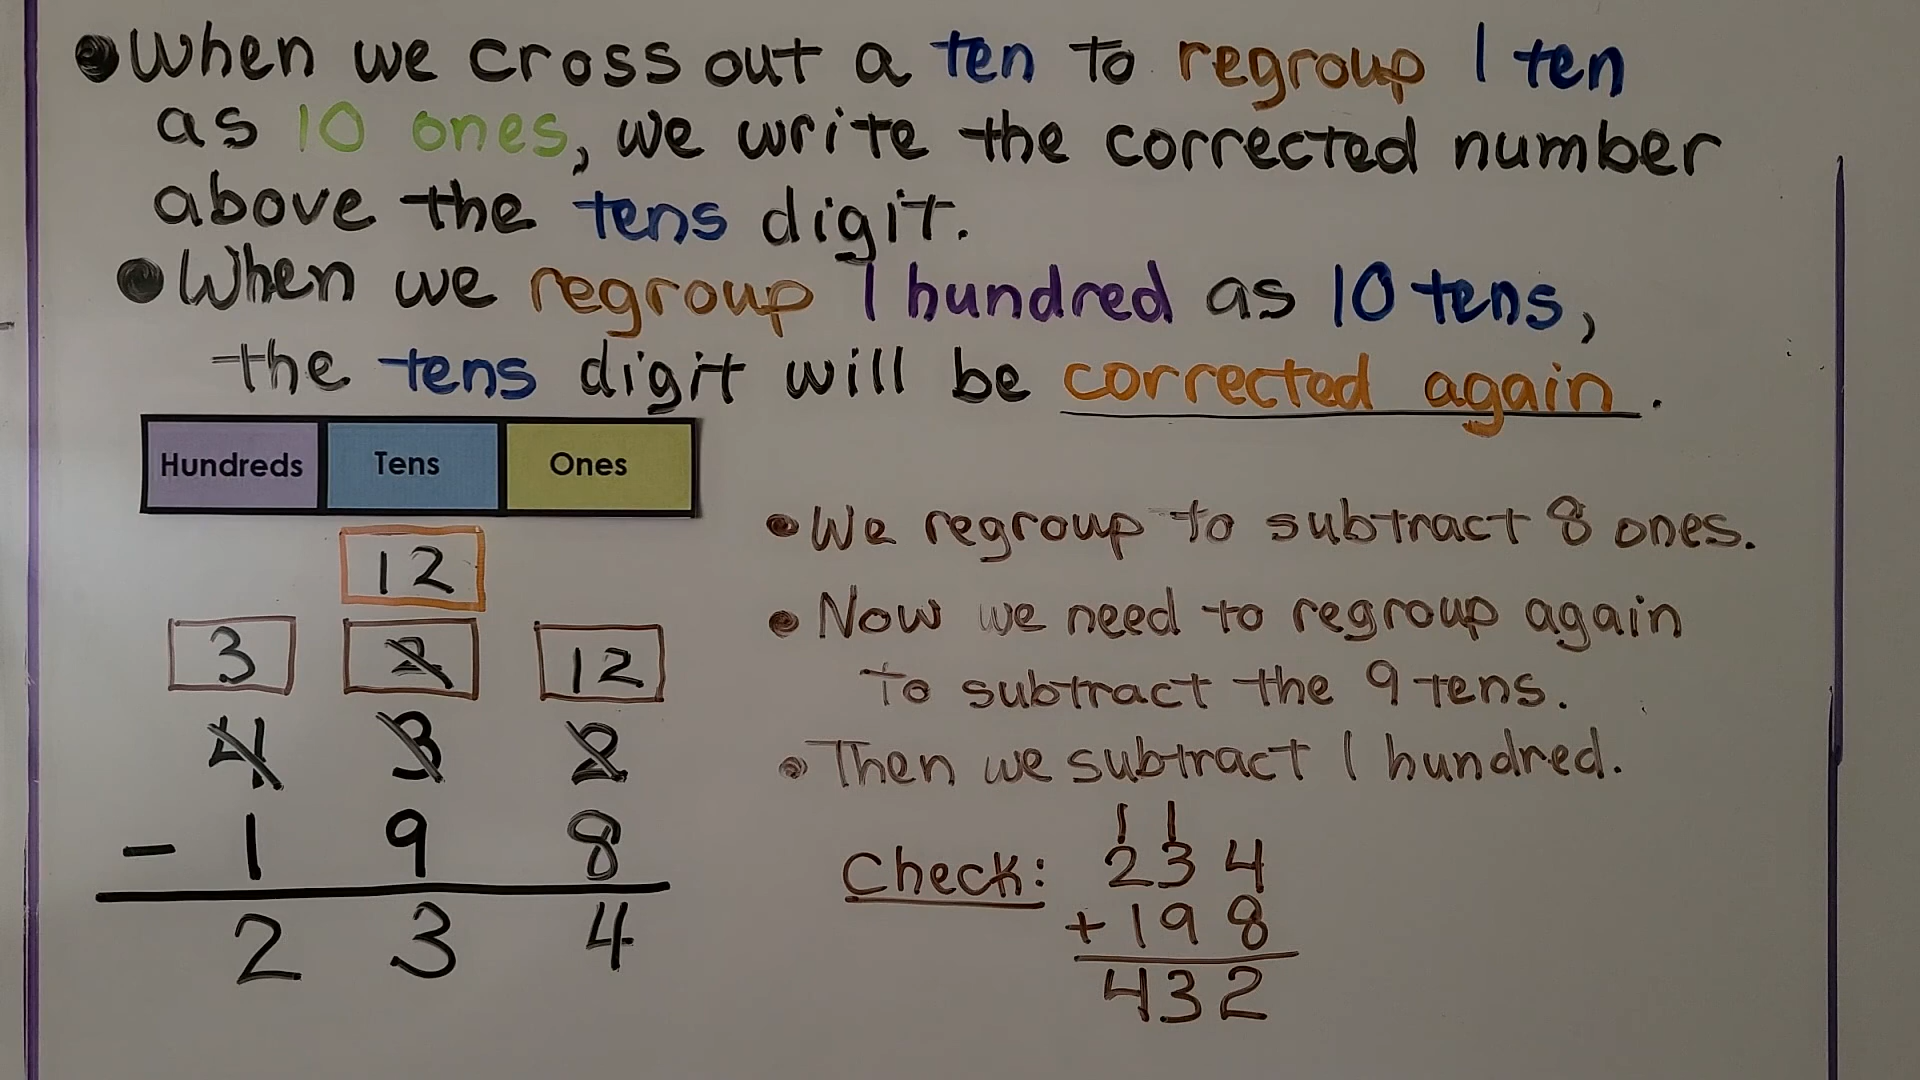 When we cross out a ten to regroup 1 ten
as 10 ones, we write the corrected number
above the tens digit.
When we regroup 1 hundred as 10 tens,
the tens digit will be corrected again.
Hundreds Tens Ones
12
3 2 12
4 3 2
- 1 9 8
2 3 4
We regroup to subtract 8 ones.
Now we need to regroup again
to subtract the 9 tens.
Then we subtract 1 hundred.
1 1
Check: 234
+198
432